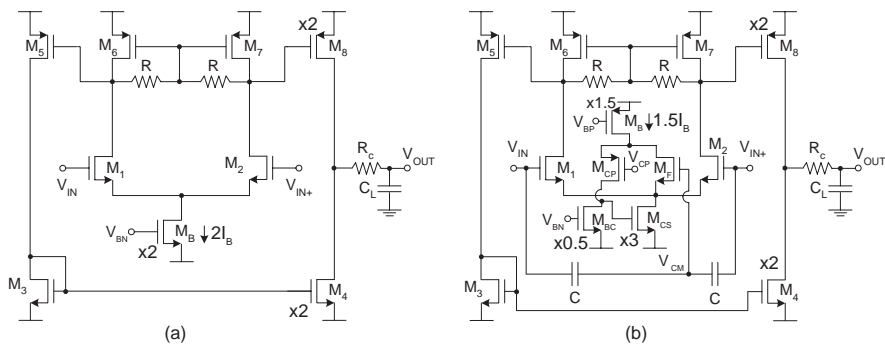 x2
M5 M6 M7 M8
R R
M1 M2
VIN VIN+
Rc VOUT
CL
VBN MB 2IB
x2
M3 M4
x2
(a)
x2
M5 M6 M7 M8
R R
x1.5
VBP MB 1.5IB
VIN M1 MCP VCP MF M2 VIN+
Rc VOUT
CL
VBN MBC MCS
x0.5 x3
VCM
x2
M3 M4
C C
(b)